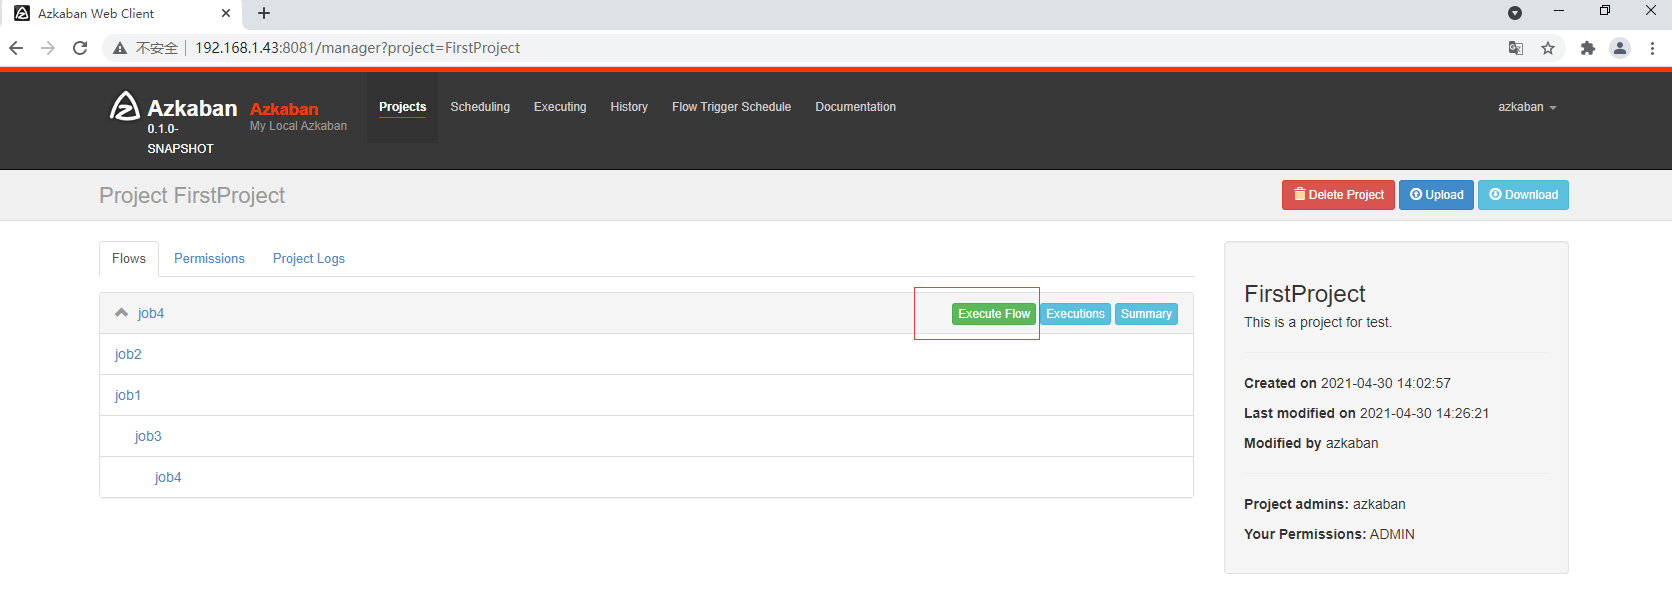 Azkaban Web Client
不安全 192.168.1.43:8081/manager?project=FirstProject
Azkaban
0.1.0-
SNAPSHOT
Azkaban
My Local Azkaban
Projects Scheduling Executing History Flow Trigger Schedule Documentation azkaban
Project FirstProject
Delete Project Upload Download
Flows Permissions Project Logs
job4 Execute Flow Executions Summary
job2
job1
job3
job4
FirstProject
This is a project for test.
Created on 2021-04-30 14:02:57
Last modified on 2021-04-30 14:26:21
Modified by azkaban
Project admins: azkaban
Your Permissions: ADMIN